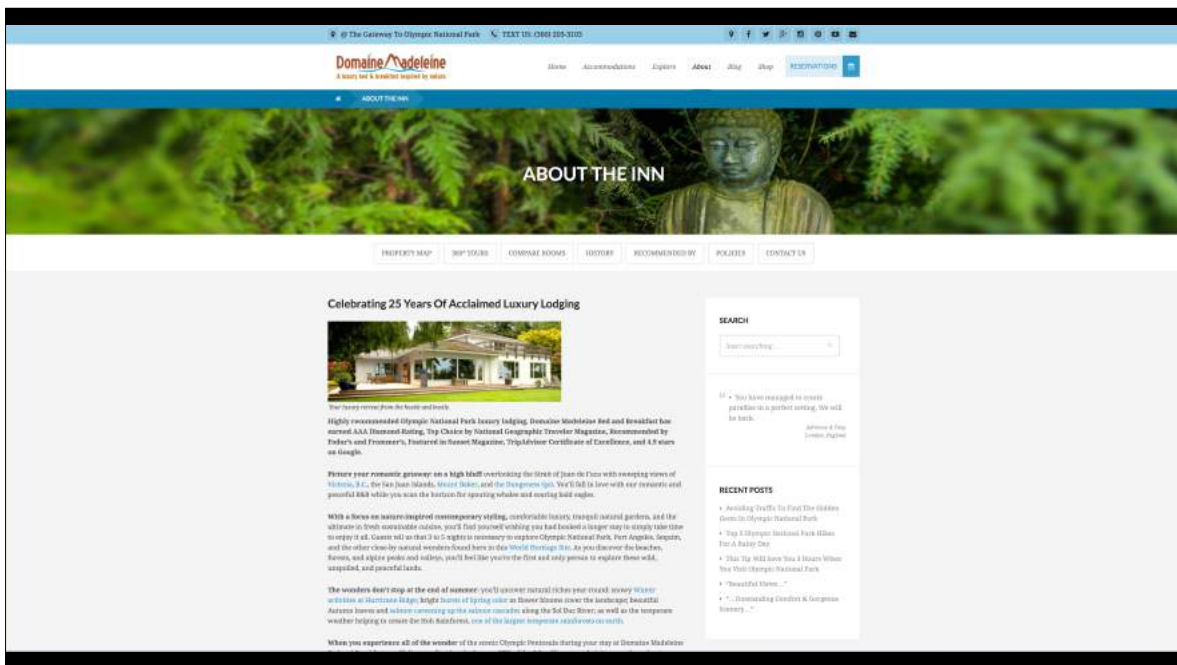 @ The Gateway To Olympic National Park TEXT US: (360) 203-3105
Domaine Madeleine
A luxury bed & breakfast inspired by nature
Home Accommodations Explore About Blog Shop RESERVATIONS
ABOUT THE INN
ABOUT THE INN
PROPERTY MAP 360° TOURS COMPARE ROOMS HISTORY RECOMMENDED BY POLICIES CONTACT US
Celebrating 25 Years Of Acclaimed Luxury Lodging
Your luxury retreat from the hustle and bustle.
Highly recommended Olympic National Park luxury lodging, Domaine Madeleine Bed and Breakfast has
earned AAA Diamond-Rating, Top Choice by National Geographic Traveler Magazine, Recommended by
Fodor's and Frommer's, Featured in Sunset Magazine, TripAdvisor Certificate of Excellence, and 4.9 stars
on Google.
Picture your romantic getaway: on a high bluff overlooking the Strait of Juan de Fuca with sweeping views of
Victoria, B.C., the San Juan Islands, Mount Baker, and the Dungeness Spit. You'll fall in love with our romantic and
peaceful B&B while you scan the horizon for spouting whales and soaring bald eagles.
With a focus on nature-inspired contemporary styling, comfortable luxury, tranquil natural gardens, and the
ultimate in fresh sustainable cuisine, you'll find yourself wishing you had booked a longer stay to simply take time
to enjoy it all. Guests tell us that 3 to 5 nights is necessary to explore Olympic National Park, Port Angeles, Sequim,
and the other close-by natural wonders found here in this World Heritage Site. As you discover the beaches,
forests, and alpine peaks and valleys, you'll feel like you're the first and only person to explore these wild,
unspoiled, and peaceful lands.
The wonders don't stop at the end of summer: you'll uncover natural riches year-round: snowy Winter
activities at Hurricane Ridge; bright bursts of Spring color as flower blooms cover the landscape; beautiful
Autumn leaves and salmon careening up the salmon cascades along the Sol Duc River; as well as the temperate
weather helping to create the Hoh Rainforest, one of the largest temperate rainforests on earth.
When you experience all of the wonder of the scenic Olympic Peninsula during your stay at Domaine Madeleine
SEARCH
Start searching...
You have managed to create
paradise in a perfect setting. We will
be back.
London, England
RECENT POSTS
Avoiding Traffic To Find The Hidden
Gems In Olympic National Park
Top 5 Olympic National Park Hikes
For A Rainy Day
This Tip Will Save You 3 Hours When
You Visit Olympic National Park
"Beautiful Views…"
"…Outstanding Comfort & Gorgeous
Scenery…"